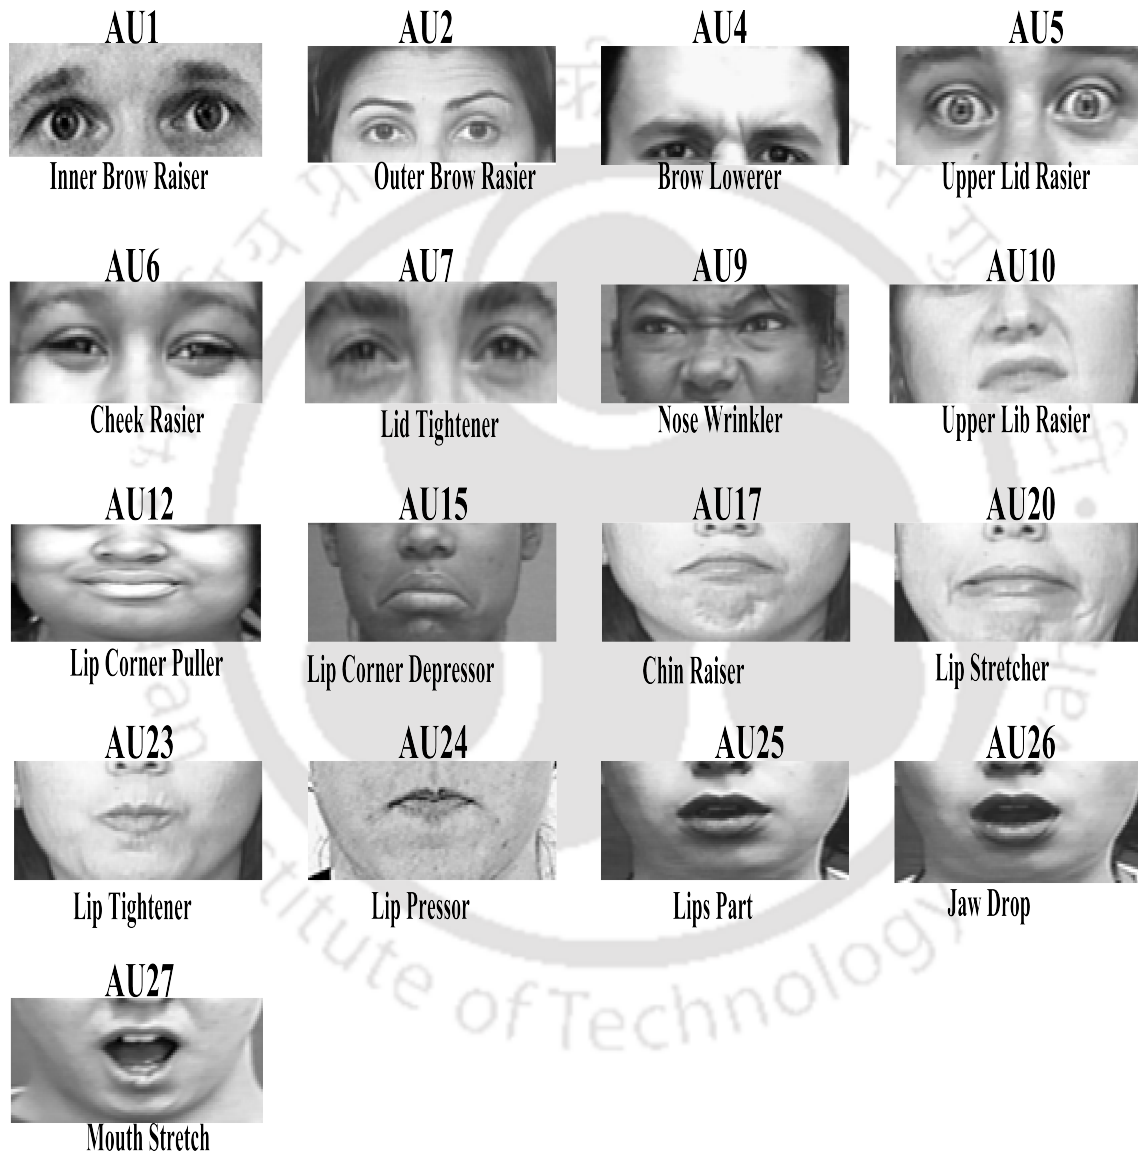 AU1 AU2 AU4 AU5
Inner Brow Raiser Outer Brow Rasier Brow Lowerer Upper Lid Rasier
AU6 AU7 AU9 AU10
Cheek Rasier Lid Tightener Nose Wrinkler Upper Lib Rasier
AU12 AU15 AU17 AU20
Lip Corner Puller Lip Corner Depressor Chin Raiser Lip Stretcher
AU23 AU24 AU25 AU26
Lip Tightener Lip Pressor Lips Part Jaw Drop
AU27
Mouth Stretch
Institute of Technology